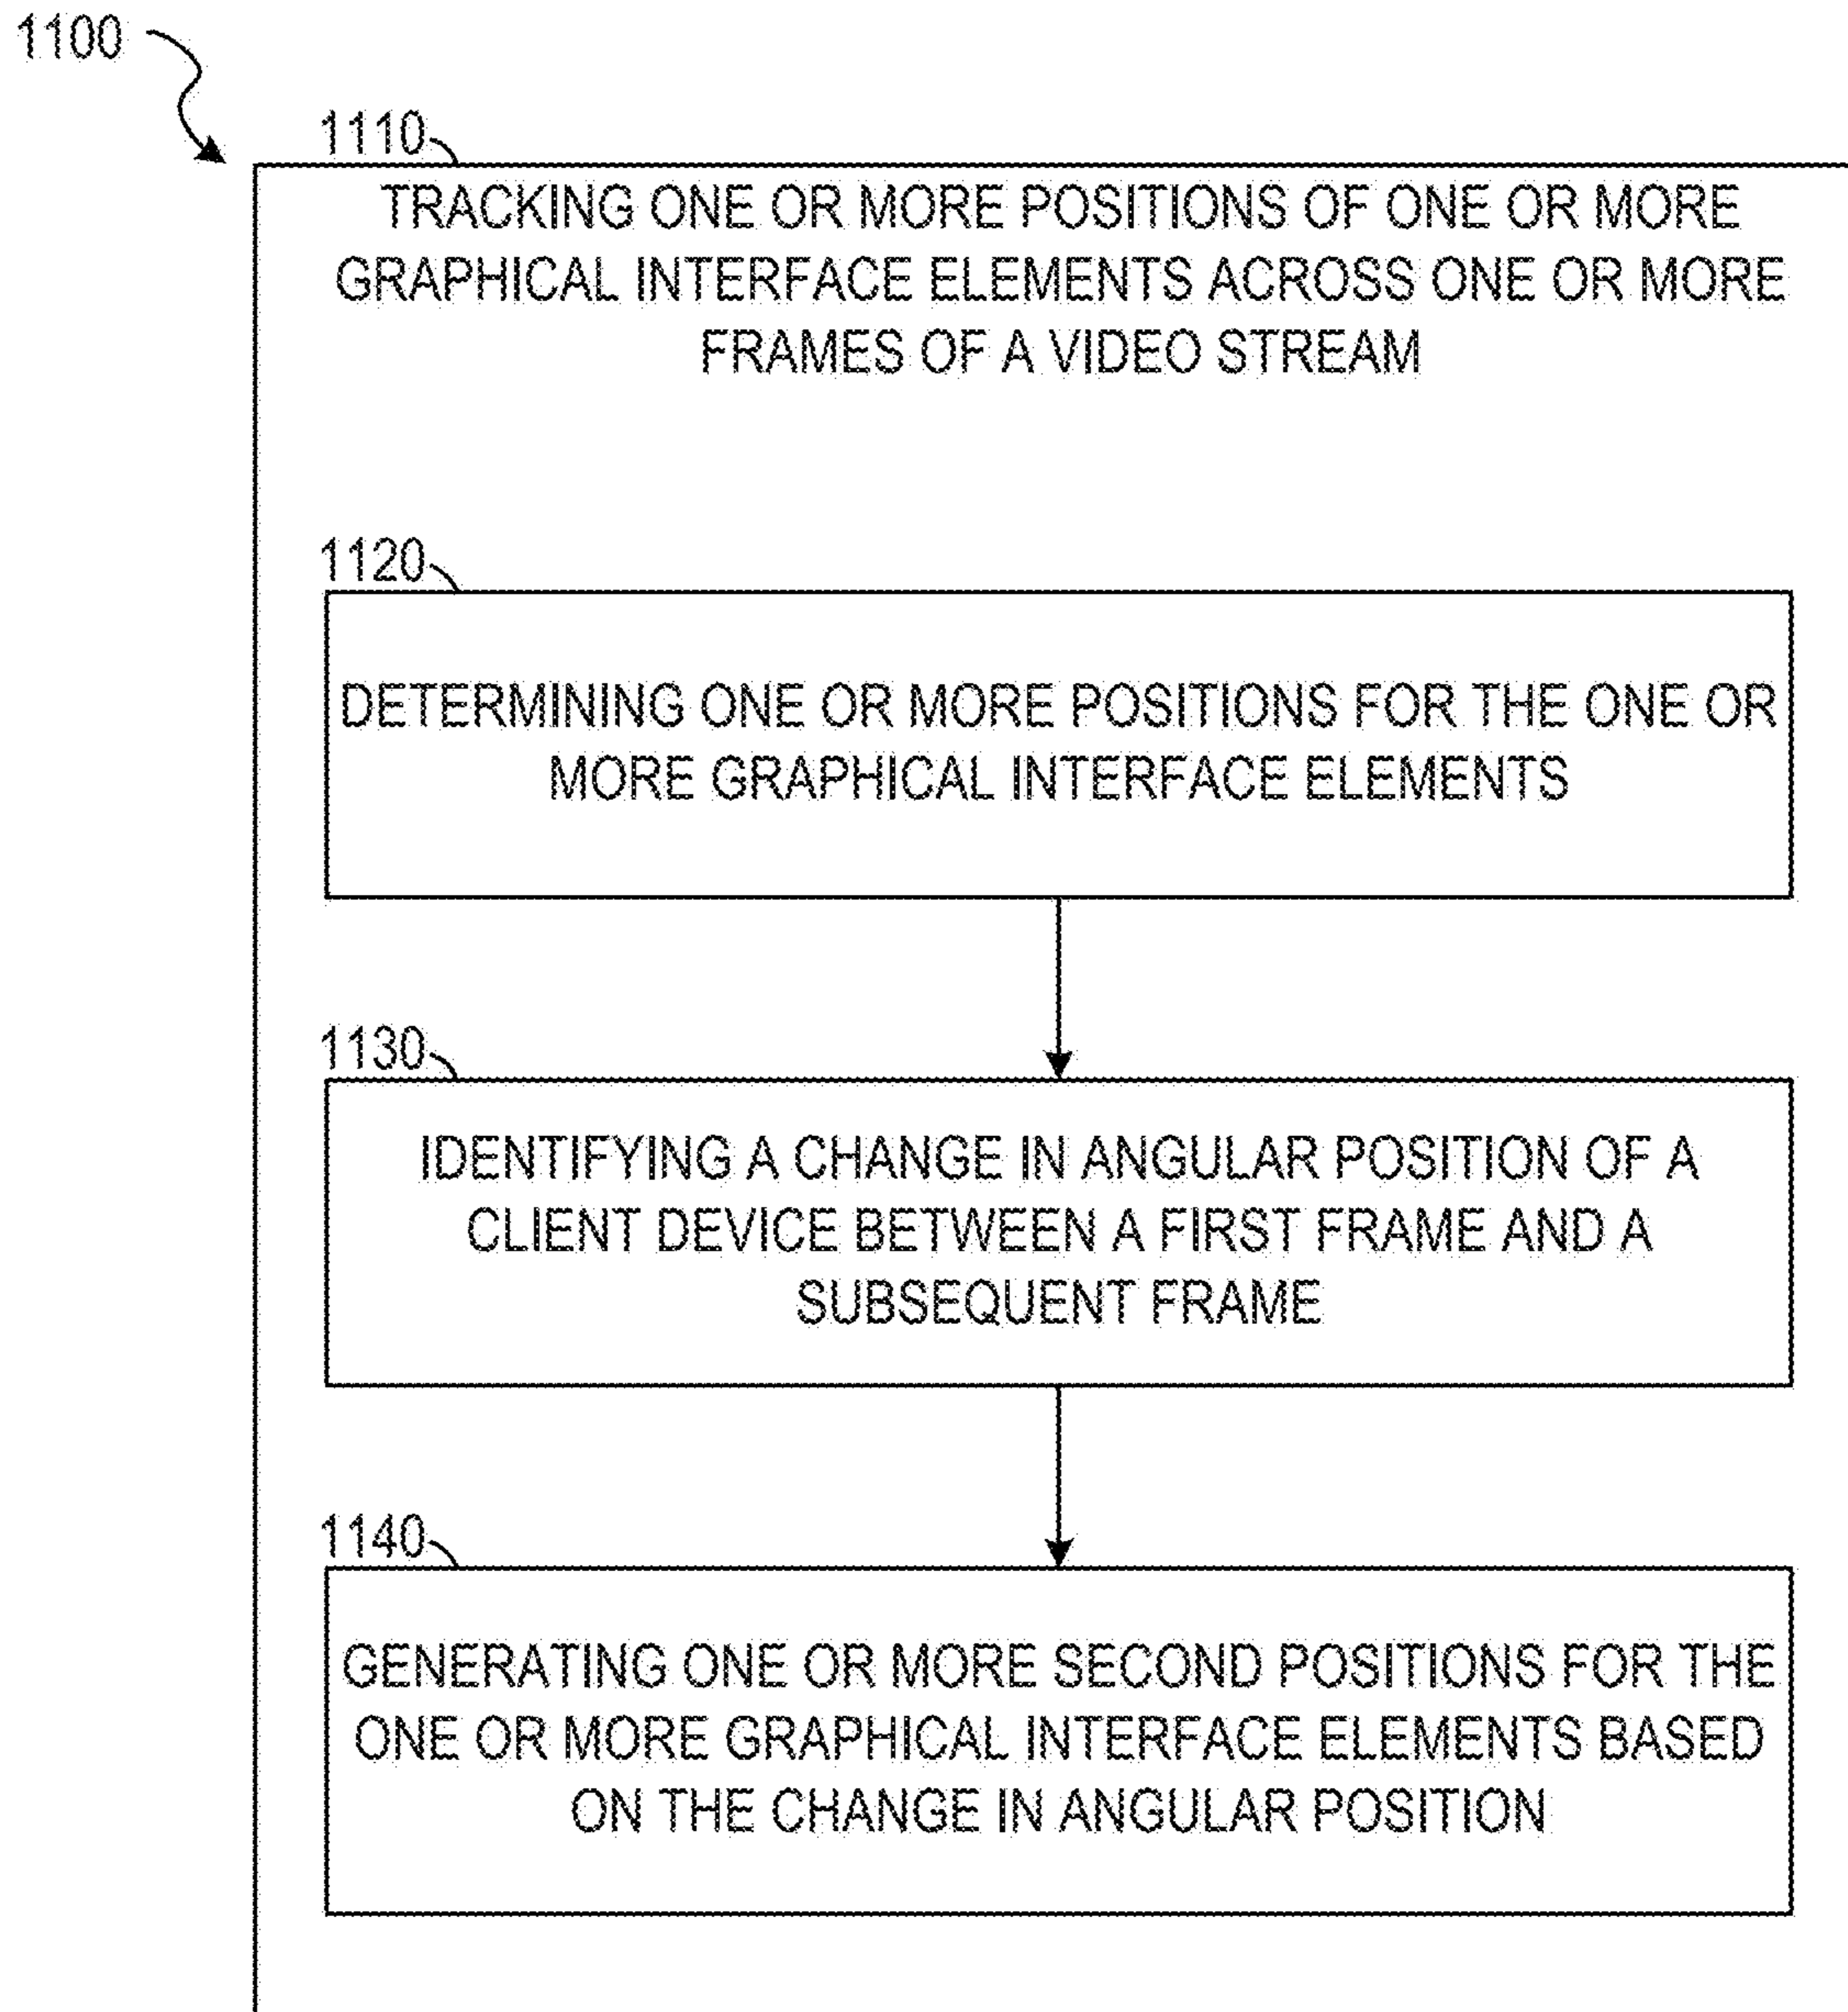 1100
1110
TRACKING ONE OR MORE POSITIONS OF ONE OR MORE
GRAPHICAL INTERFACE ELEMENTS ACROSS ONE OR MORE
FRAMES OF A VIDEO STREAM
1120
DETERMINING ONE OR MORE POSITIONS FOR THE ONE OR
MORE GRAPHICAL INTERFACE ELEMENTS
1130
IDENTIFYING A CHANGE IN ANGULAR POSITION OF A
CLIENT DEVICE BETWEEN A FIRST FRAME AND A
SUBSEQUENT FRAME
1140
GENERATING ONE OR MORE SECOND POSITIONS FOR THE
ONE OR MORE GRAPHICAL INTERFACE ELEMENTS BASED
ON THE CHANGE IN ANGULAR POSITION